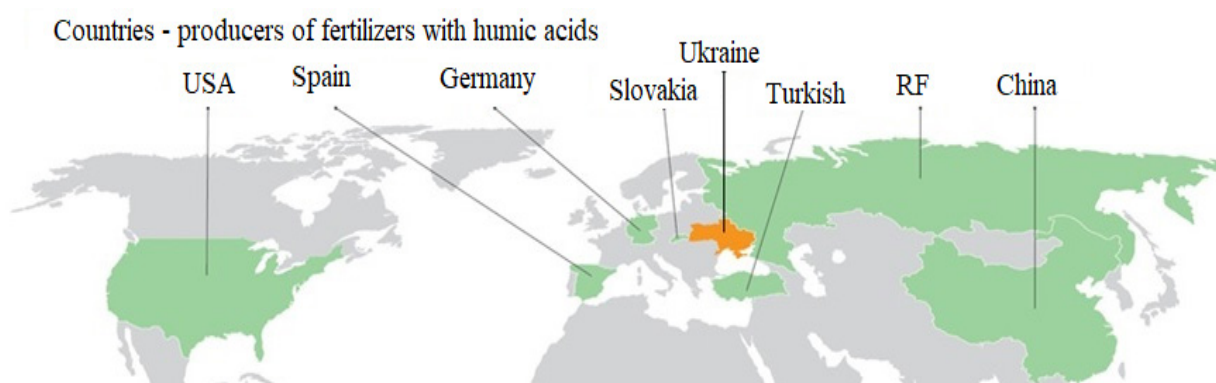 Countries - producers of fertilizers with humic acids
USA
Spain
Germany
Slovakia
Ukraine
Turkish
RF
China